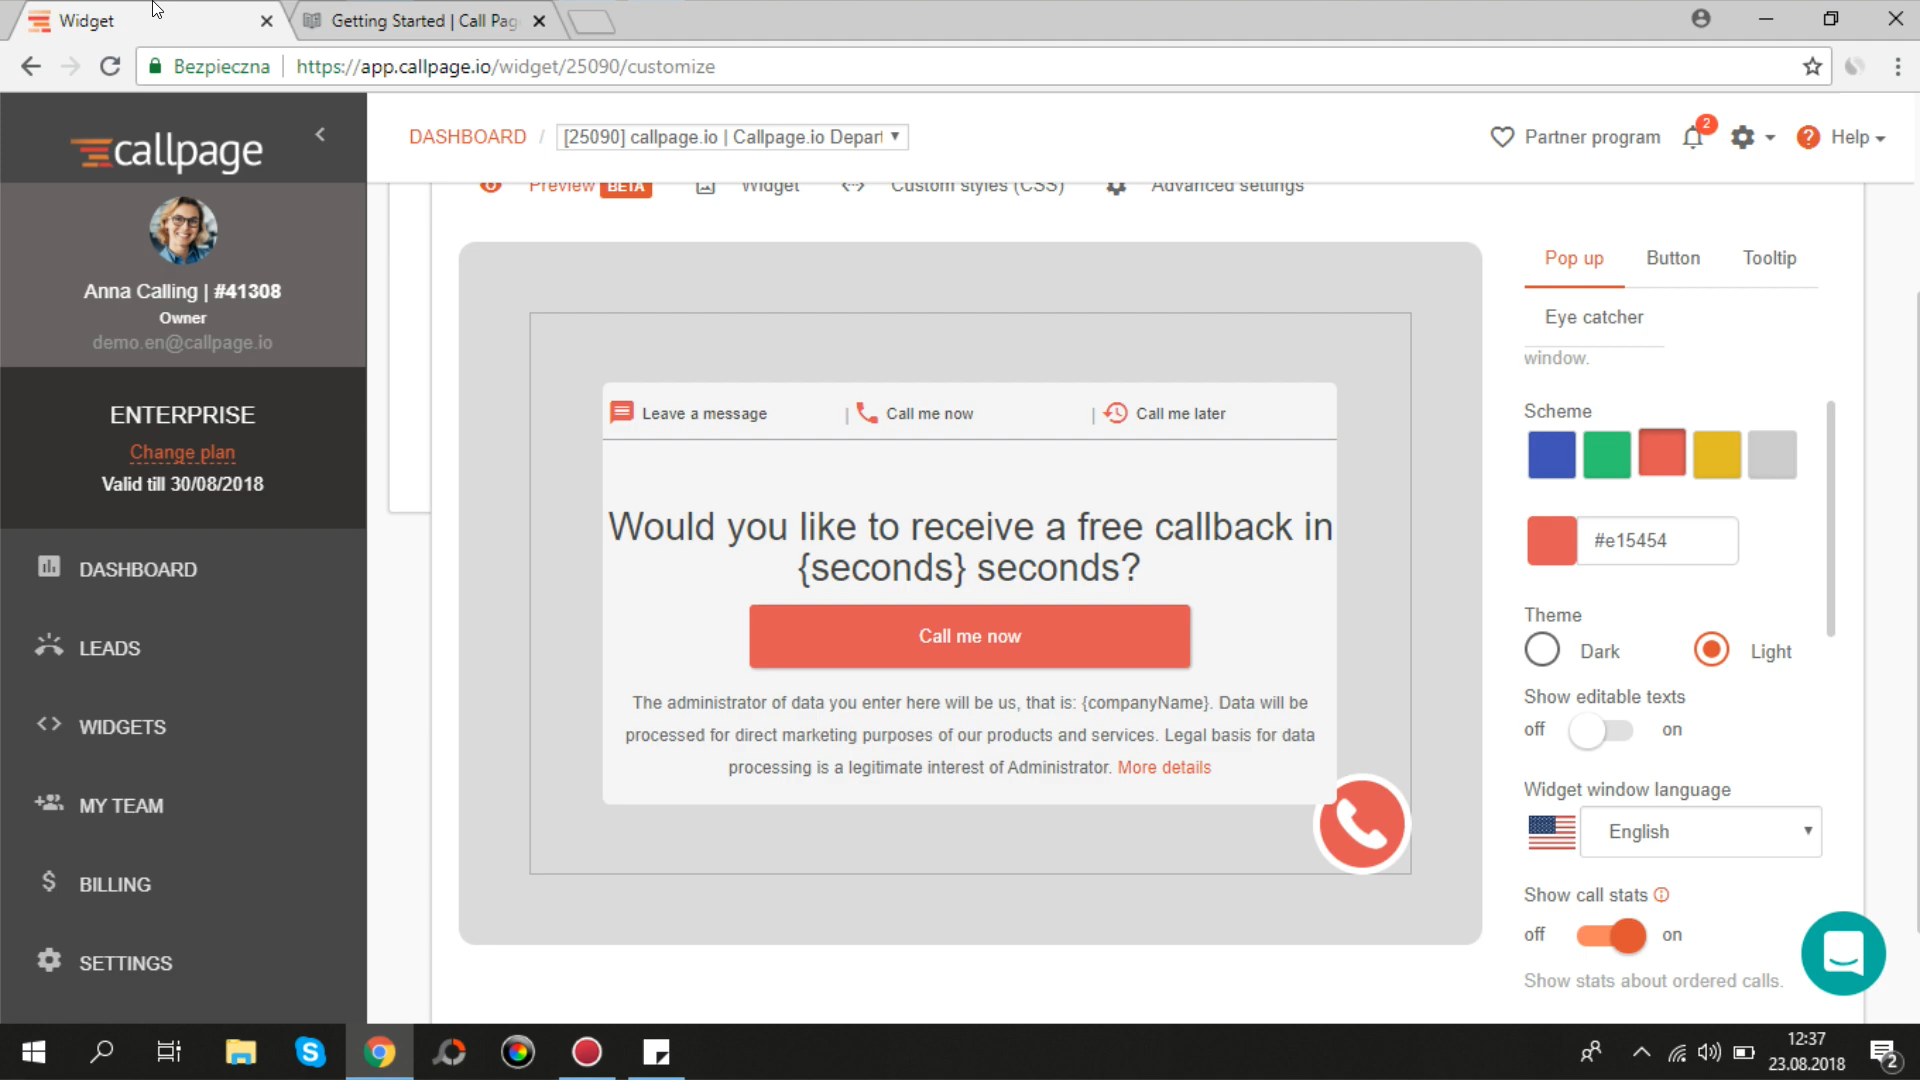 Widget
Getting Started | Call Pag
Bezpieczna
https://app.callpage.io/widget/25090/customize
callpage
DASHBOARD / [25090] callpage.io | Callpage.io Depart
Partner program
2
Help
Preview BETA
Widget
Custom styles (CSS)
Advanced settings
Anna Calling | #41308
Owner
demo.en@callpage.io
ENTERPRISE
Change plan
Valid till 30/08/2018
DASHBOARD
LEADS
WIDGETS
MY TEAM
BILLING
SETTINGS
Leave a message | Call me now | Call me later
Would you like to receive a free callback in
{seconds} seconds?
Call me now
The administrator of data you enter here will be us, that is: {companyName}. Data will be
processed for direct marketing purposes of our products and services. Legal basis for data
processing is a legitimate interest of Administrator. More details
Pop up
Button
Tooltip
Eye catcher
window.
Scheme
#e15454
Theme
Dark
Light
Show editable texts
off on
Widget window language
English
Show call stats
off on
Show stats about ordered calls.
12:37
23.08.2018
2